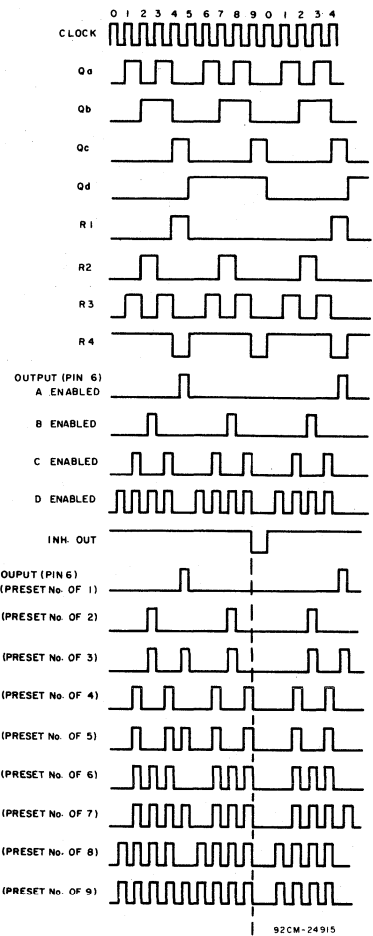 0 1 2 3 4 5 6 7 8 9 0 1 2 3 4
CLOCK
Qa
Qb
Qc
Qd
R1
R2
R3
R4
OUTPUT (PIN 6)
A ENABLED
B ENABLED
C ENABLED
D ENABLED
INH. OUT
OUPUT (PIN 6)
(PRESET No. OF 1)
(PRESET No. OF 2)
(PRESET No. OF 3)
(PRESET No. OF 4)
(PRESET No. OF 5)
(PRESET No. OF 6)
(PRESET No. OF 7)
(PRESET No. OF 8)
(PRESET No. OF 9)
92CM-24915